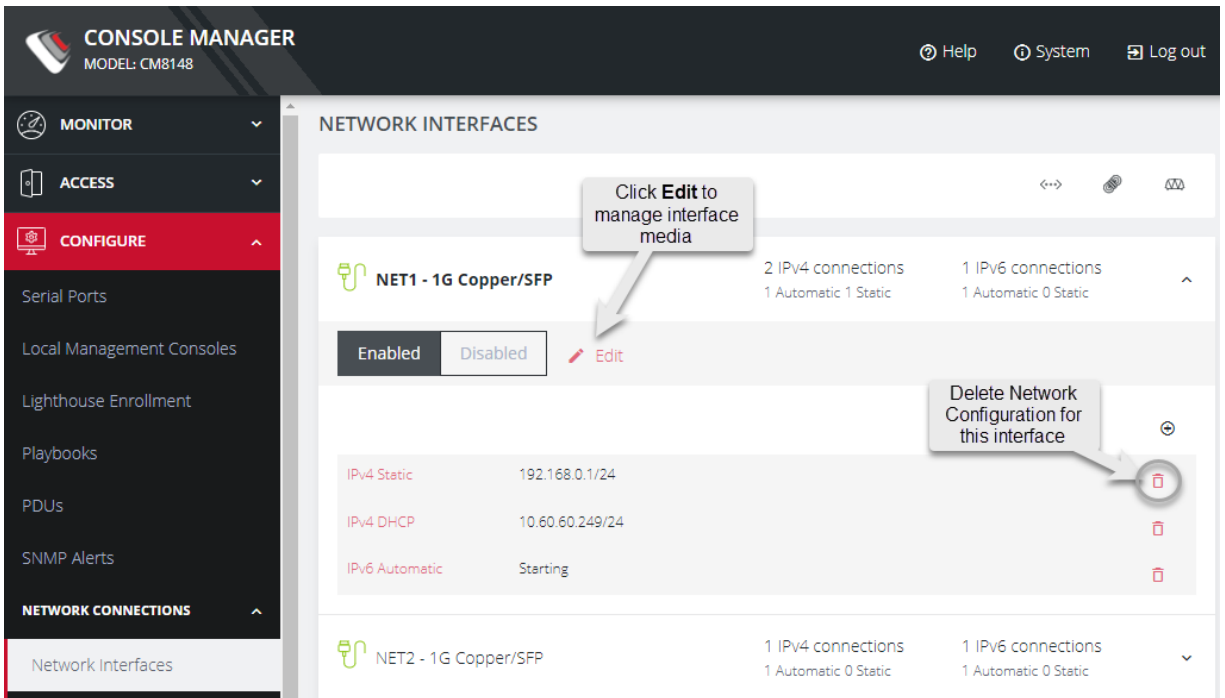 CONSOLE MANAGER
MODEL: CM8148
Help
System
Log out
MONITOR
ACCESS
CONFIGURE
Serial Ports
Local Management Consoles
Lighthouse Enrollment
Playbooks
PDUs
SNMP Alerts
NETWORK CONNECTIONS
Network Interfaces
NETWORK INTERFACES
Click Edit to
manage interface
media
NET1 - 1G Copper/SFP
2 IPv4 connections
1 Automatic 1 Static
1 IPv6 connections
1 Automatic 0 Static
Enabled
Disabled
Edit
Delete Network
Configuration for
this interface
IPv4 Static 192.168.0.1/24
IPv4 DHCP 10.60.60.249/24
IPv6 Automatic Starting
NET2 - 1G Copper/SFP
1 IPv4 connections
1 Automatic 0 Static
1 IPv6 connections
1 Automatic 0 Static